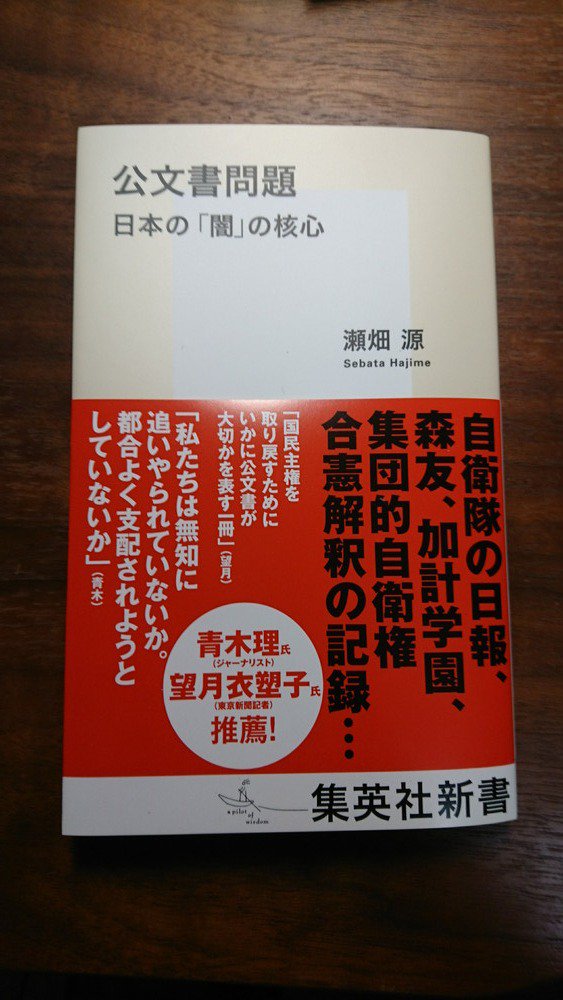 公文書問題
日本の「闇」の核心
瀬畑 源
Sebata Hajime
自衛隊の日報、
森友、加計学園、
集団的自衛権
合憲解釈の記録…
「国民主権を
取り戻すために
いかに公文書が
大切かを表す一冊」（望月）
「私たちは無知に
追いやられていないか。
都合よく支配されようと
していないか」（青木）
青木理氏
（ジャーナリスト）
望月衣塑子氏
（東京新聞記者）
推薦！
a pilot of
wisdom
集英社新書